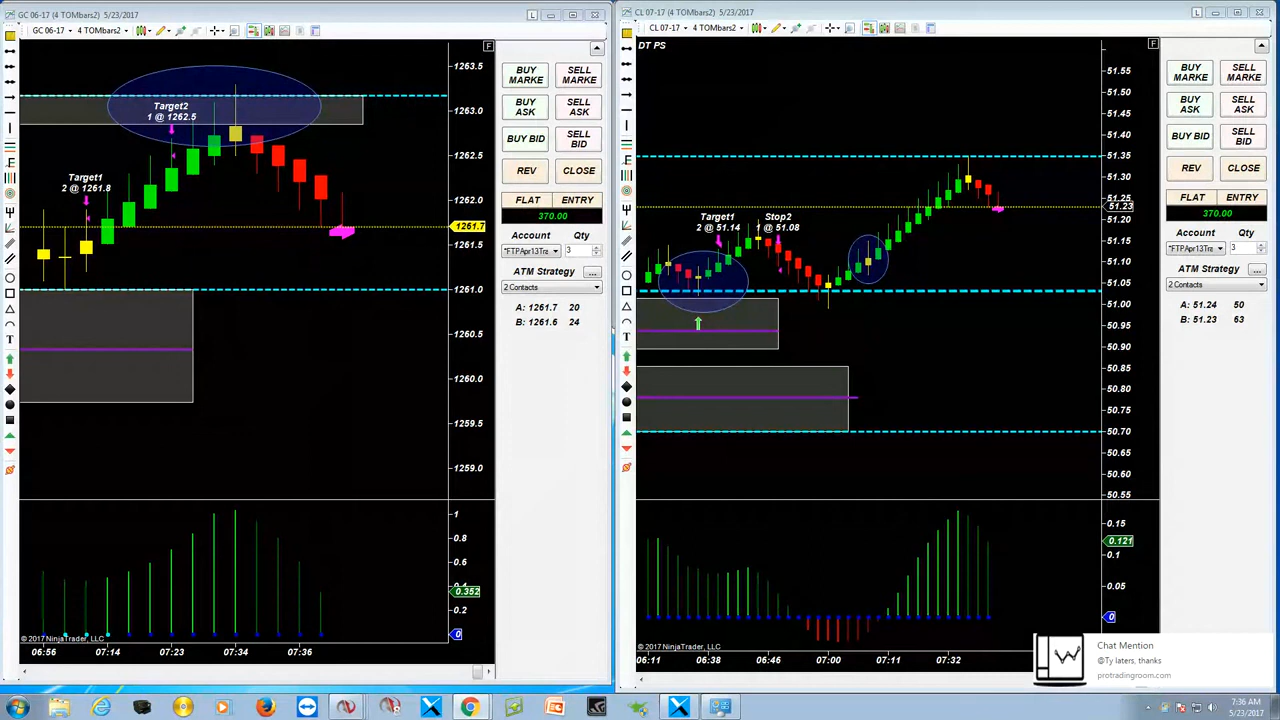 GC 06-17 (4 TOMbars2) 5/23/2017
GC 06-17
4 TOMbars2
F
Target2
1 @ 1262.5
Target1
2 @ 1261.8
1263.5
1263.0
1262.5
1262.0
1261.7
1261.5
1261.0
1260.5
1260.0
1259.5
1259.0
1
0.8
0.6
0.4
0.352
0.2
0
© 2017 NinjaTrader, LLC
06:56
07:14
07:23
07:34
07:36
BUY MARKE
SELL MARKE
BUY ASK
SELL ASK
BUY BID
SELL BID
REV
CLOSE
FLAT
ENTRY
370.00
Account
Qty
*FTPApr13Tra
3
ATM Strategy
...
2 Contacts
A: 1261.7 20
B: 1261.6 24
CL 07-17 (4 TOMbars2) 5/23/2017
CL 07-17
4 TOMbars2
DT PS
F
Target1
2 @ 51.14
Stop2
1 @ 51.08
51.55
51.50
51.45
51.40
51.35
51.30
51.25
51.23
51.20
51.15
51.10
51.05
51.00
50.95
50.90
50.85
50.80
50.75
50.70
50.65
50.60
50.55
0.15
0.121
0.1
0.05
0
© 2017 NinjaTrader, LLC
06:11
06:38
06:46
07:00
07:11
07:32
BUY MARKE
SELL MARKE
BUY ASK
SELL ASK
BUY BID
SELL BID
REV
CLOSE
FLAT
ENTRY
370.00
Account
Qty
*FTPApr13Tra
3
ATM Strategy
...
2 Contacts
A: 51.24 50
B: 51.23 63
Chat Mention
@Ty laters, thanks
protradingroom.com
7:36 AM
5/23/2017